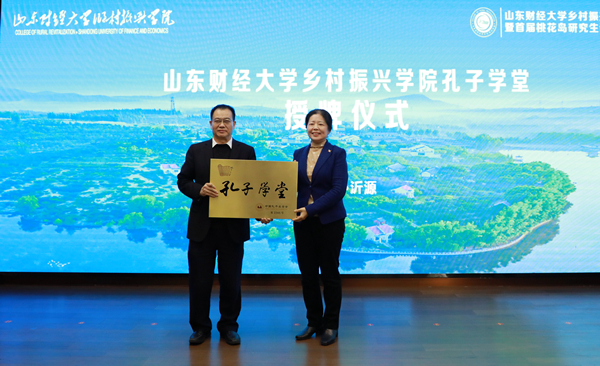 山东财经大学乡村振兴学院
COLLEGE OF RURAL REVITALIZATION SHANDONG UNIVERSITY OF FINANCE AND ECONOMICS
山东财经大学乡村振
暨首届桃花岛研究生
山东财经大学乡村振兴学院孔子学堂
授牌仪式
沂源
孔子学堂